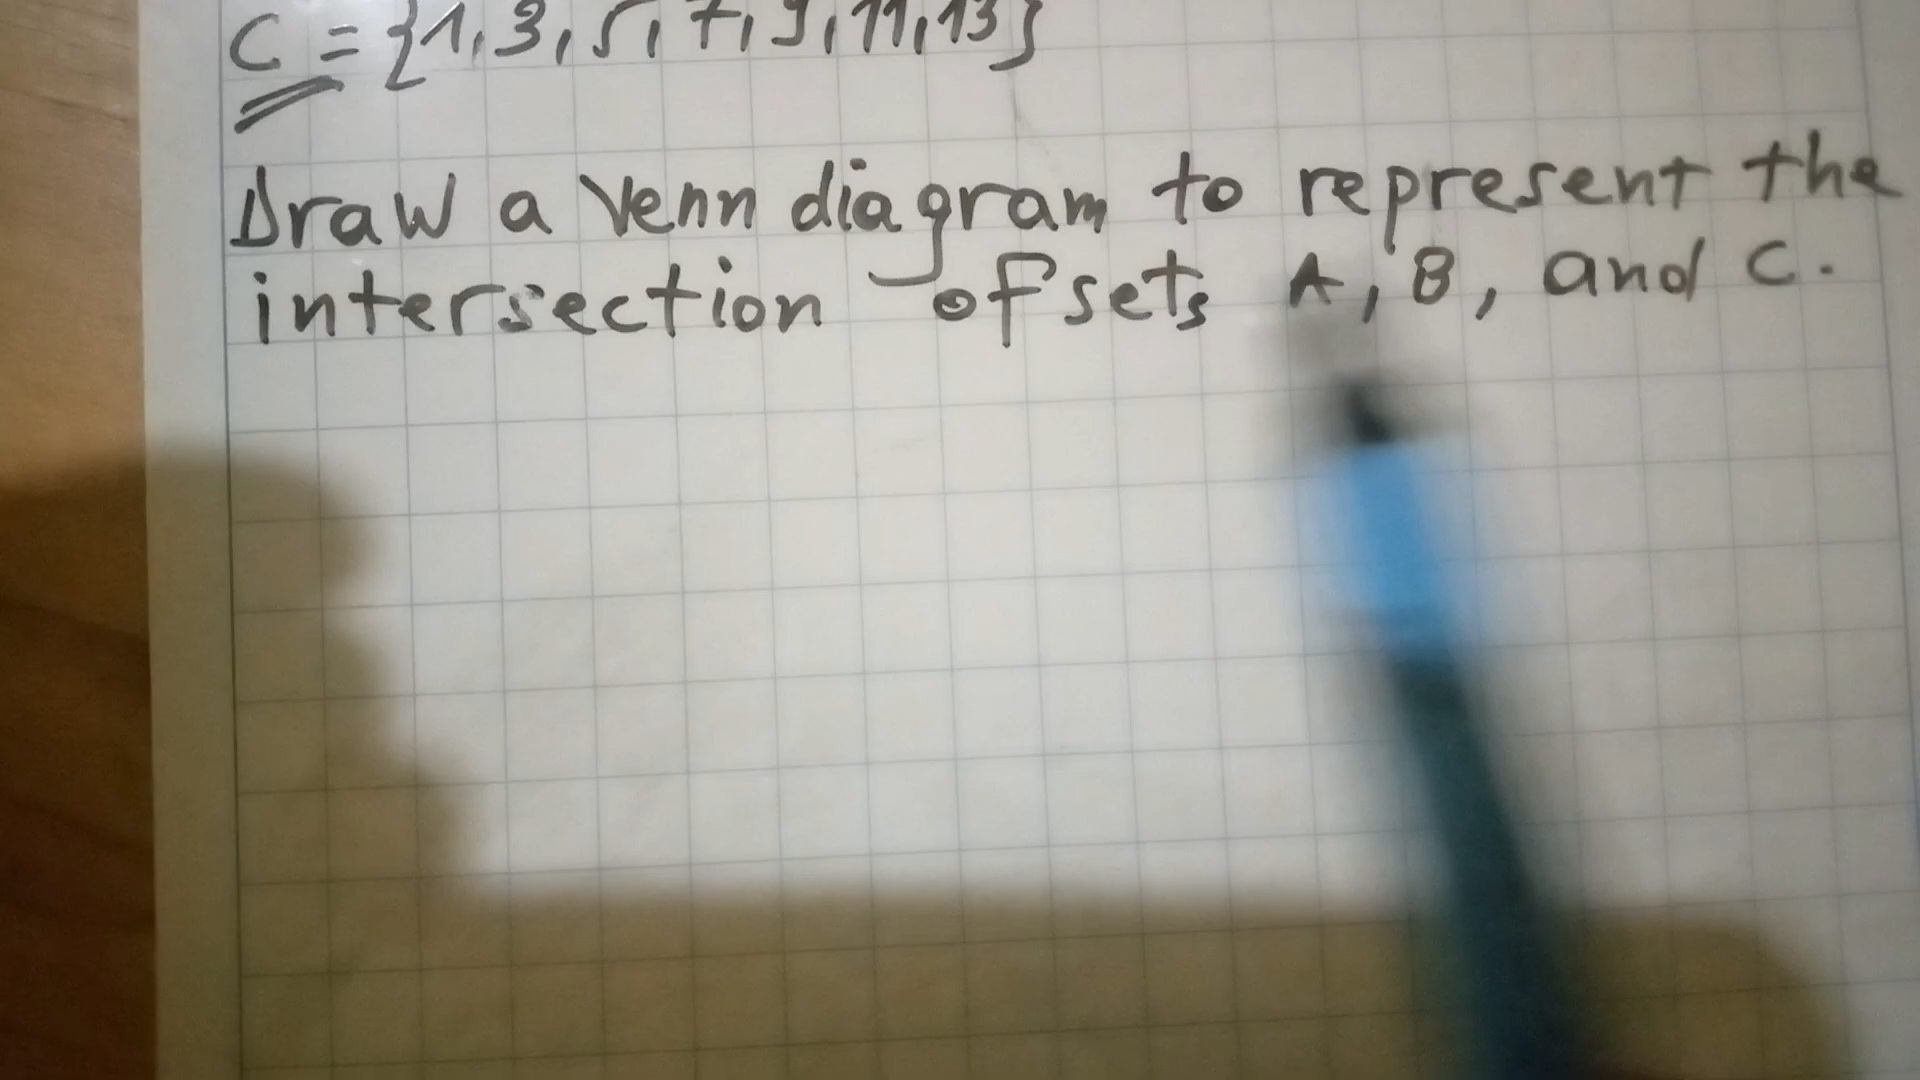 C = {1,3,5,7,9,11,13}
Draw a Venn diagram to represent the
intersection of sets A, B, and C.